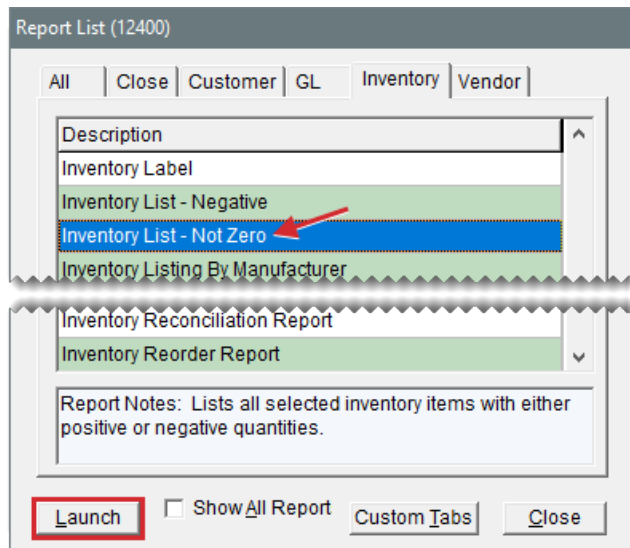 Report List (12400)
All Close Customer GL Inventory Vendor
Description
Inventory Label
Inventory List - Negative
Inventory List - Not Zero
Inventory Listing By Manufacturer
Inventory Reconciliation Report
Inventory Reorder Report
Report Notes: Lists all selected inventory items with either
positive or negative quantities.
Launch Show All Report Custom Tabs Close